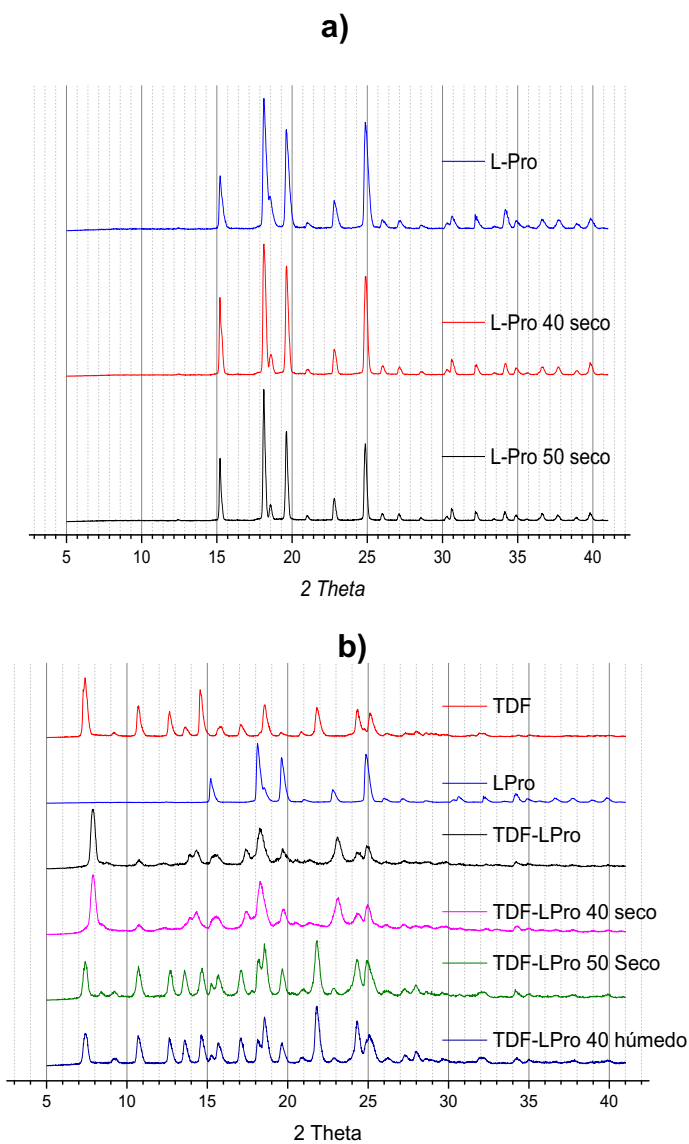 a)
L-Pro
L-Pro 40 seco
L-Pro 50 seco
5 10 15 20 25 30 35 40
2 Theta
b)
TDF
LPro
TDF-LPro
TDF-LPro 40 seco
TDF-LPro 50 Seco
TDF-LPro 40 húmedo
5 10 15 20 25 30 35 40
2 Theta